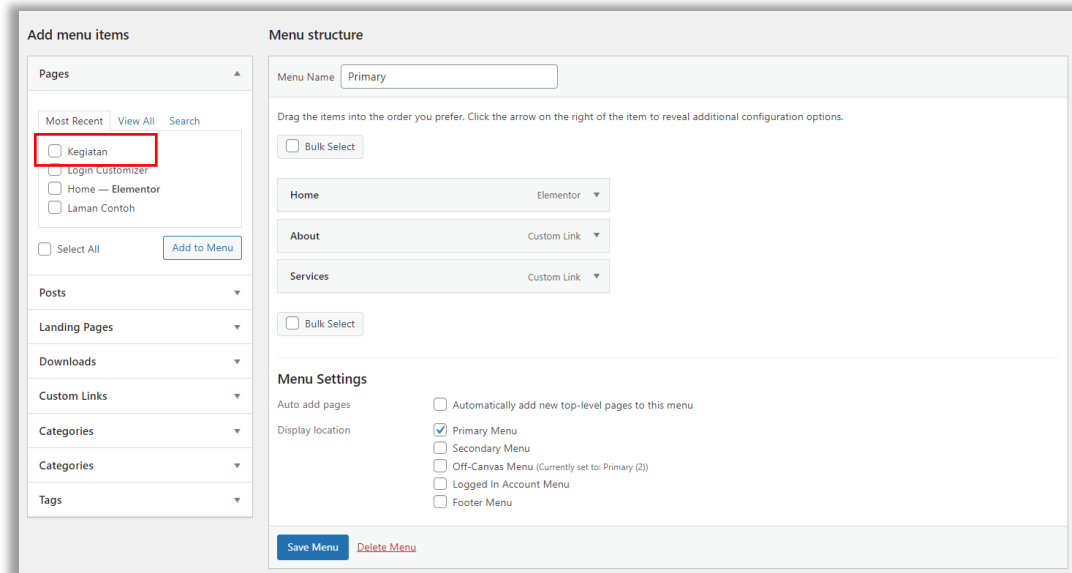 Add menu items
Pages
Most Recent View All Search
Kegiatan
Login Customizer
Home — Elementor
Laman Contoh
Select All Add to Menu
Posts
Landing Pages
Downloads
Custom Links
Categories
Categories
Tags
Menu structure
Menu Name Primary
Drag the items into the order you prefer. Click the arrow on the right of the item to reveal additional configuration options.
Bulk Select
Home Elementor
About Custom Link
Services Custom Link
Bulk Select
Menu Settings
Auto add pages Automatically add new top-level pages to this menu
Display location Primary Menu
Secondary Menu
Off-Canvas Menu (Currently set to: Primary (2))
Logged In Account Menu
Footer Menu
Save Menu Delete Menu